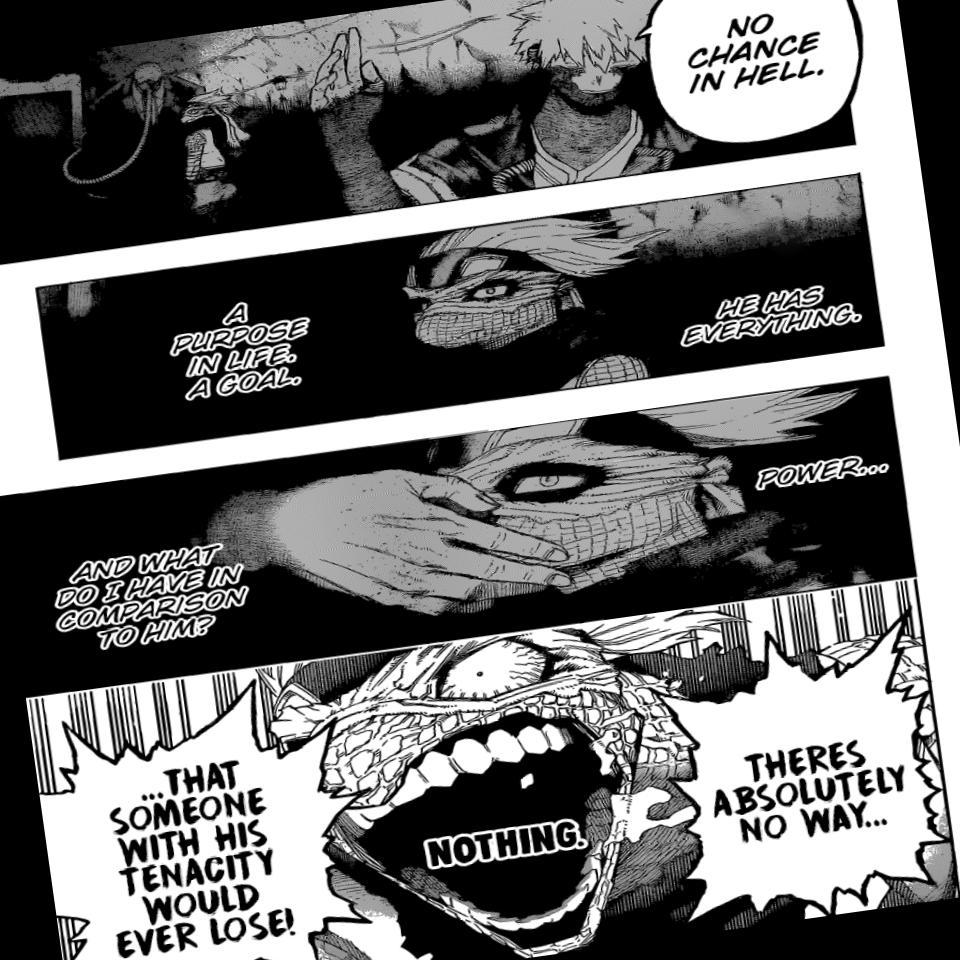 NO
CHANCE
IN HELL.
HE HAS
EVERYTHING.
A
PURPOSE
IN LIFE.
A GOAL.
POWER...
AND WHAT
DO I HAVE IN
COMPARISON
TO HIM?
THERES
ABSOLUTELY
NO WAY...
NOTHING.
...THAT
SOMEONE
WITH HIS
TENACITY
WOULD
EVER LOSE!